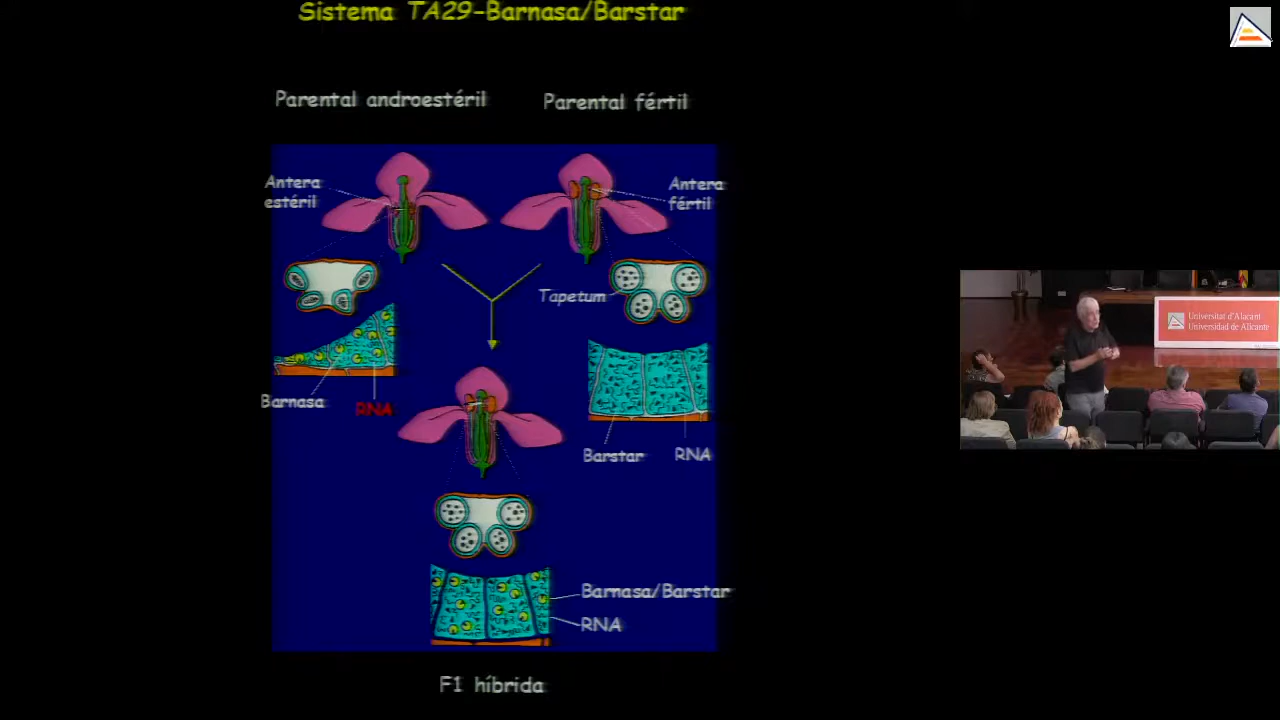 Sistema TA29-Barnasa/Barstar
Parental androestéril
Parental fértil
Antera
estéril
Antera
fértil
Tapetum
Barnasa
RNA
Barstar
RNA
Barnasa/Barstar
RNA
F1 híbrida
Universitat d'Alacant
Universidad de Alicante